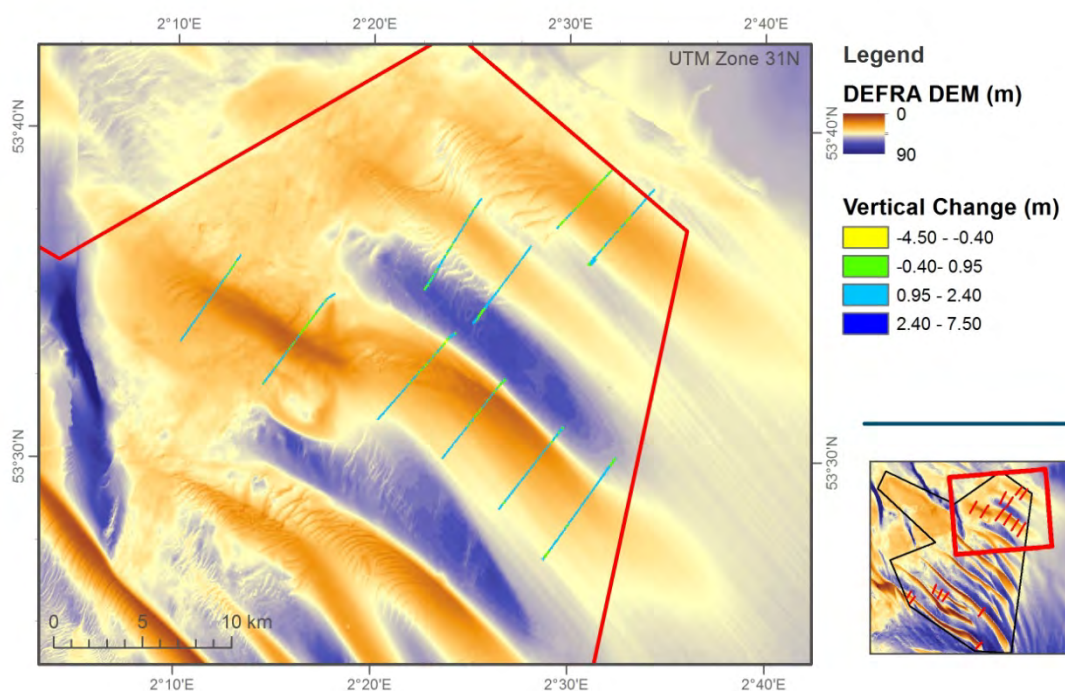 2°10'E
2°20'E
2°30'E
2°40'E
UTM Zone 31N
53°40'N
53°40'N
53°30'N
53°30'N
0
5
10 km
2°10'E
2°20'E
2°30'E
2°40'E
Legend
DEFRA DEM (m)
0
90
Vertical Change (m)
-4.50 - -0.40
-0.40- 0.95
0.95 - 2.40
2.40 - 7.50